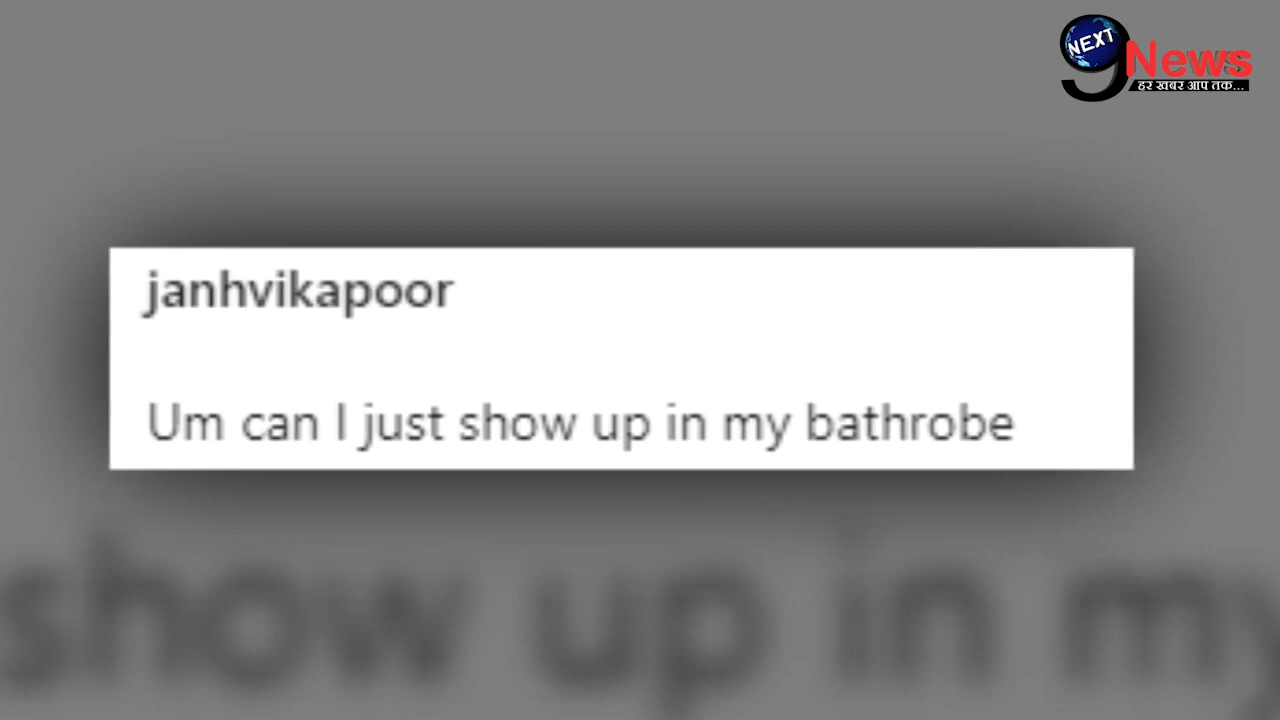 NEXT
9 News
हर खबर आप तक...
janhvikapoor
Um can I just show up in my bathrobe
show up in my